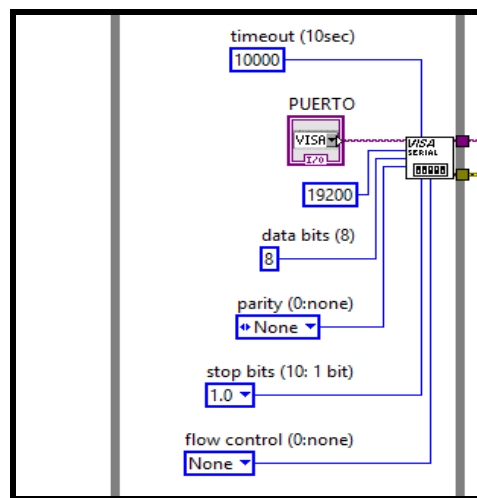 timeout (10sec)
10000
PUERTO
VISA
I/O
VISA
SERIAL
19200
data bits (8)
8
parity (0:none)
None
stop bits (10: 1 bit)
1.0
flow control (0:none)
None